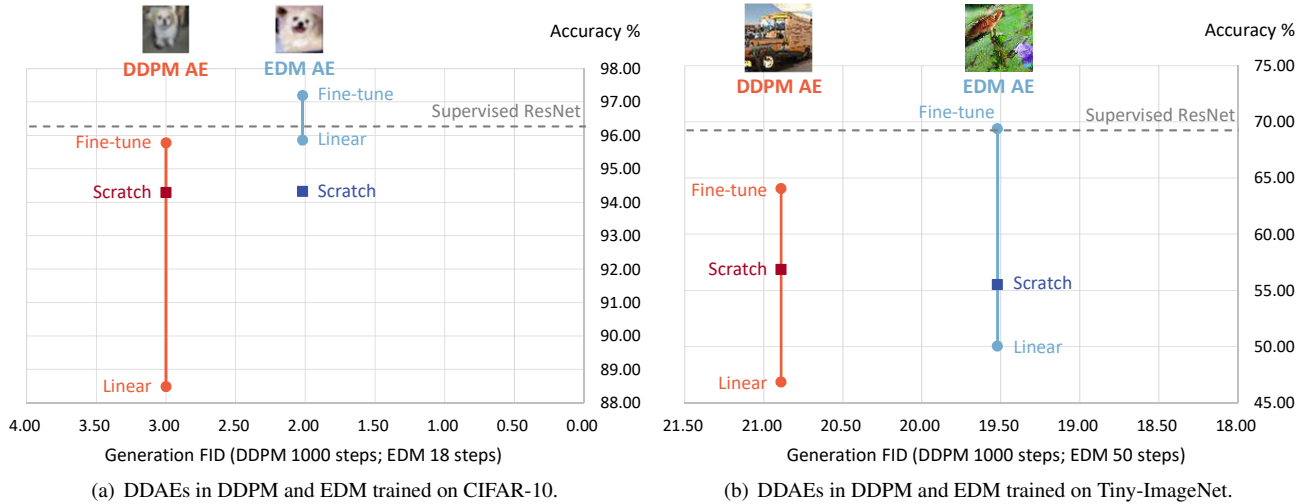 Accuracy %
DDPM AE
EDM AE
98.00
97.00
96.00
95.00
94.00
93.00
92.00
91.00
90.00
89.00
88.00
Fine-tune
Supervised ResNet
Linear
Fine-tune
Scratch
Scratch
Linear
4.00 3.50 3.00 2.50 2.00 1.50 1.00 0.50 0.00
Generation FID (DDPM 1000 steps; EDM 18 steps)
(a) DDAEs in DDPM and EDM trained on CIFAR-10.
Accuracy %
DDPM AE
EDM AE
75.00
70.00
65.00
60.00
55.00
50.00
45.00
Fine-tune
Supervised ResNet
Fine-tune
Scratch
Scratch
Linear
Linear
21.50 21.00 20.50 20.00 19.50 19.00 18.50 18.00
Generation FID (DDPM 1000 steps; EDM 50 steps)
(b) DDAEs in DDPM and EDM trained on Tiny-ImageNet.